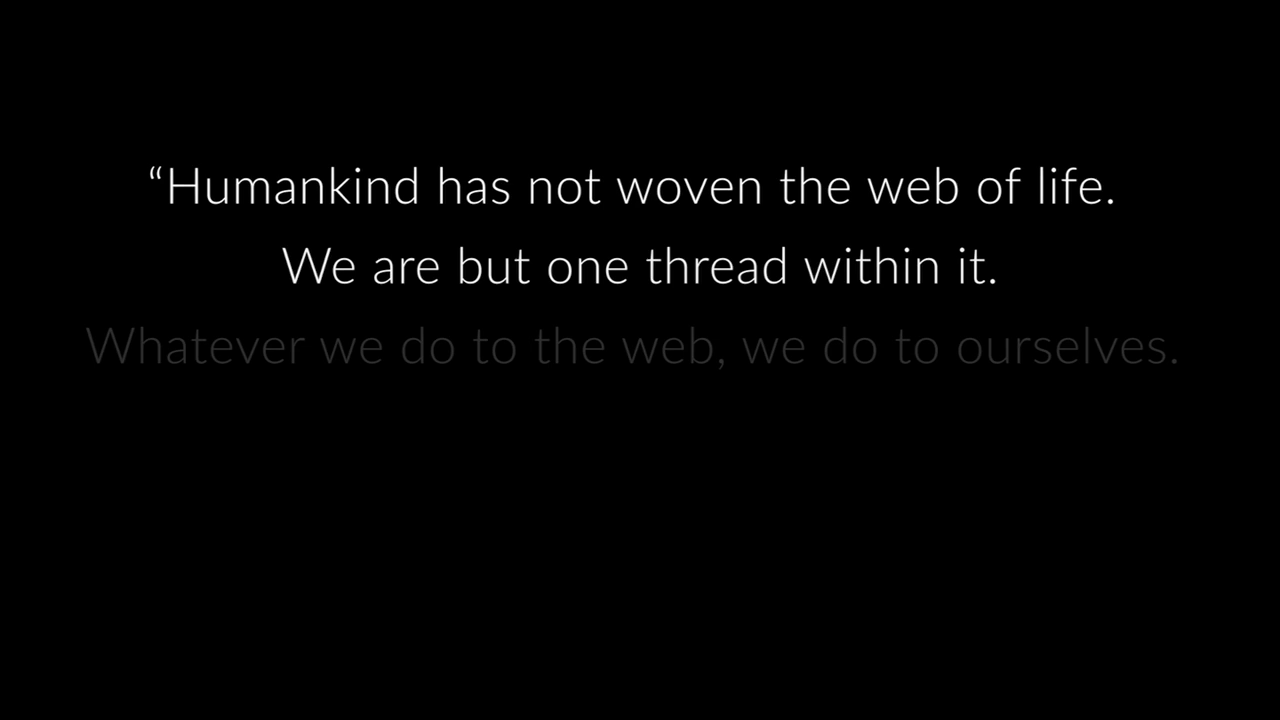 “Humankind has not woven the web of life.
We are but one thread within it.
Whatever we do to the web, we do to ourselves.